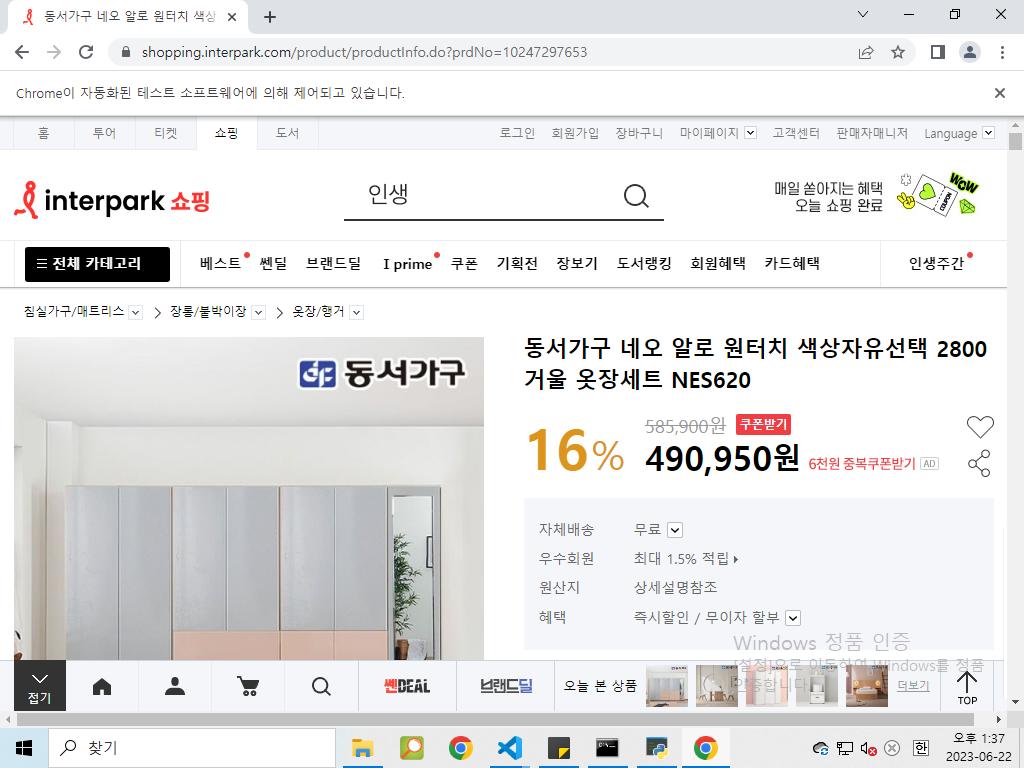 동서가구 네오 알로 원터치 색상
shopping.interpark.com/product/productInfo.do?prdNo=10247297653
Chrome이 자동화된 테스트 소프트웨어에 의해 제어되고 있습니다.
홈 투어 티켓 쇼핑 도서 로그인 회원가입 장바구니 마이페이지 고객센터 판매자매니저 Language
interpark 쇼핑 인생
매일 쏟아지는 혜택
오늘 쇼핑 완료
WOW
COUPON
전체 카테고리 베스트 쎈딜 브랜드딜 I prime 쿠폰 기획전 장보기 도서랭킹 회원혜택 카드혜택 인생주간
침실가구/매트리스 장롱/붙박이장 옷장/행거
동서가구
동서가구 네오 알로 원터치 색상자유선택 2800
거울 옷장세트 NES620
16% 585,900원 쿠폰받기
490,950원 6천원 중복쿠폰받기 AD
자체배송 무료
우수회원 최대 1.5% 적립
원산지 상세설명참조
혜택 즉시할인 / 무이자 할부
Windows 정품 인증
[설정]으로 이동하여 Windows를 정품
인증합니다.
접기 쎈DEAL 브랜드딜 오늘 본 상품 더보기 TOP
찾기
한
오후 1:37
2023-06-22